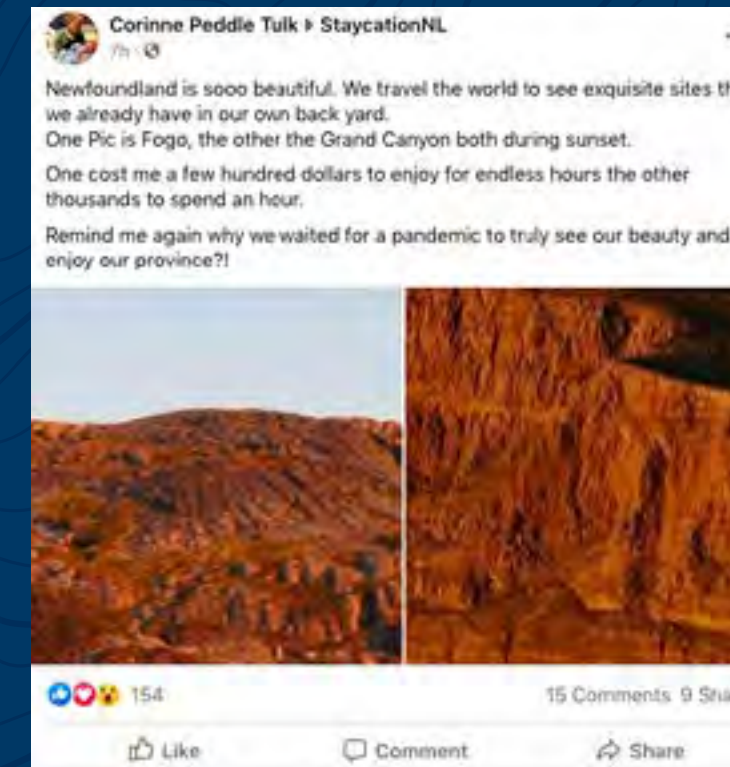 Corinne Peddle Tulk ▸ StaycationNL
7h
Newfoundland is sooo beautiful. We travel the world to see exquisite sites th
we already have in our own back yard.
One Pic is Fogo, the other the Grand Canyon both during sunset.
One cost me a few hundred dollars to enjoy for endless hours the other
thousands to spend an hour.
Remind me again why we waited for a pandemic to truly see our beauty and
enjoy our province?!
154
15 Comments 9 Sha
Like
Comment
Share